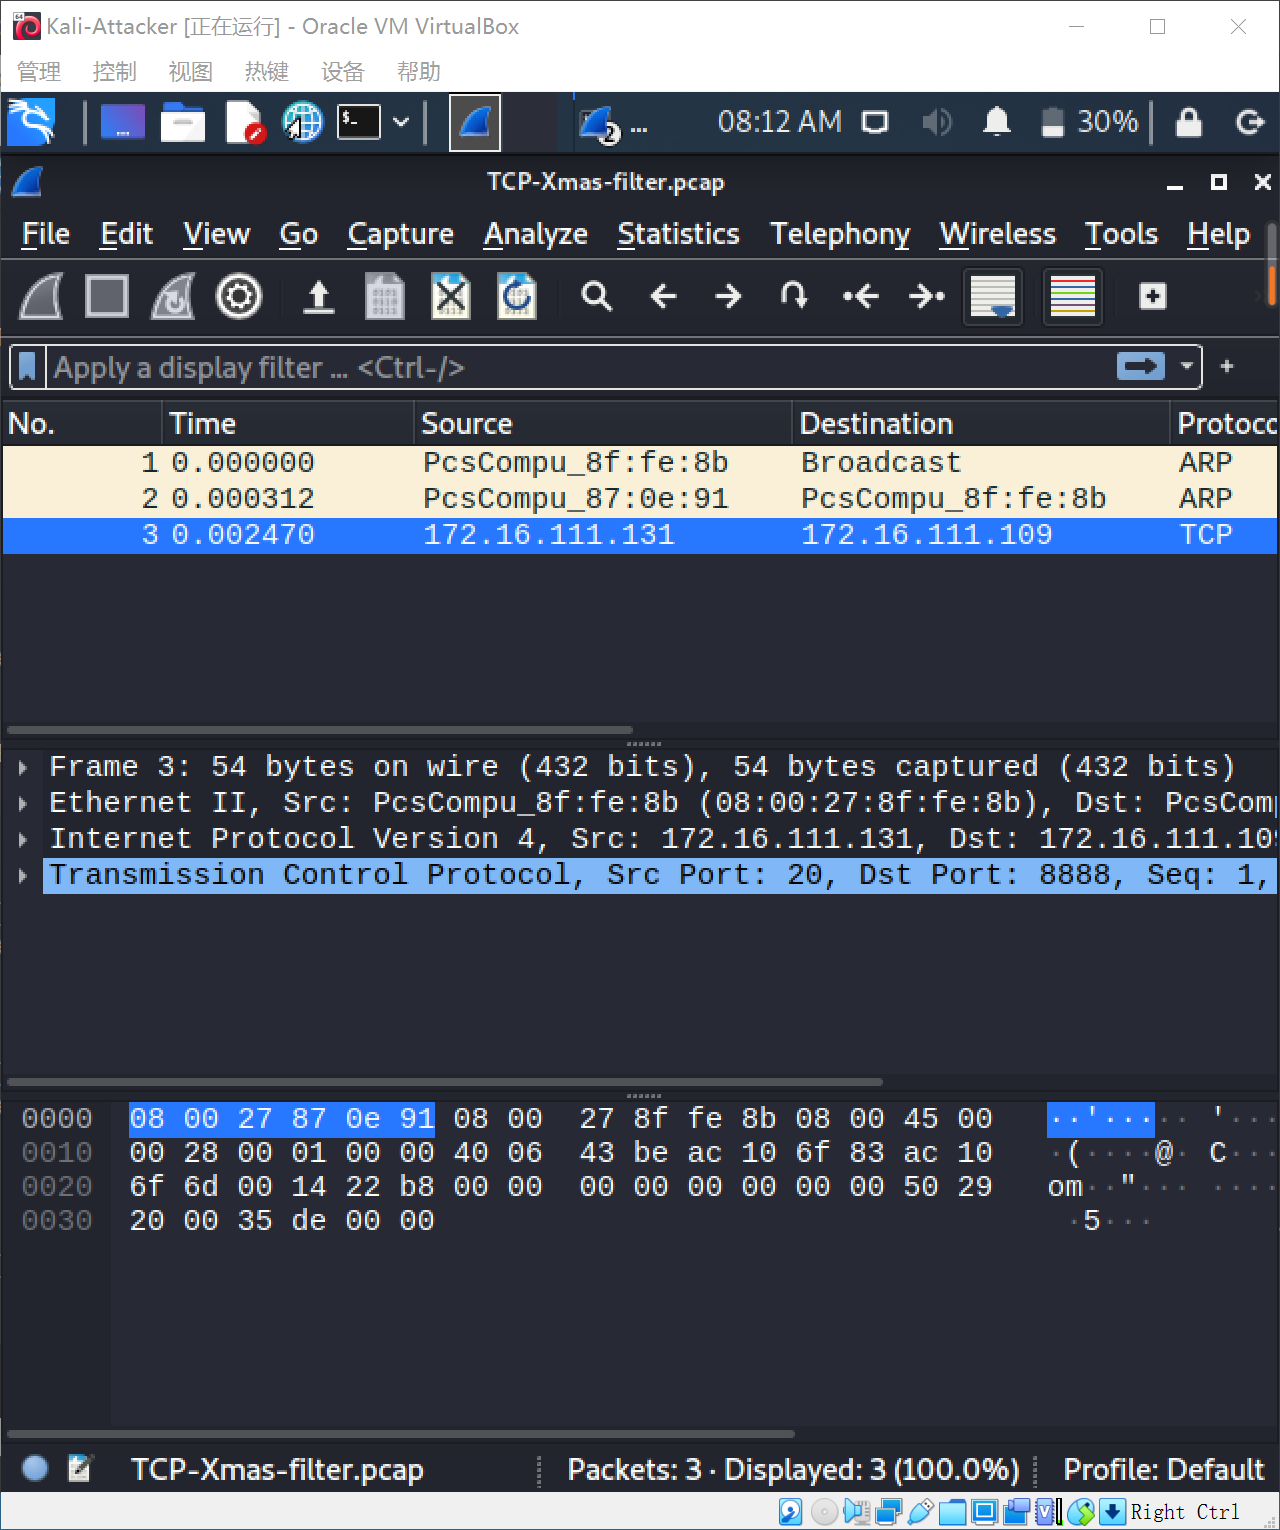 Kali-Attacker [正在运行] - Oracle VM VirtualBox
管理 控制 视图 热键 设备 帮助
$- 2 ... 08:12 AM 30%
TCP-Xmas-filter.pcap
File Edit View Go Capture Analyze Statistics Telephony Wireless Tools Help
Apply a display filter ... <Ctrl-/> +
No. Time Source Destination Protoco
1 0.000000 PcsCompu_8f:fe:8b Broadcast ARP
2 0.000312 PcsCompu_87:0e:91 PcsCompu_8f:fe:8b ARP
3 0.002470 172.16.111.131 172.16.111.109 TCP
Frame 3: 54 bytes on wire (432 bits), 54 bytes captured (432 bits)
Ethernet II, Src: PcsCompu_8f:fe:8b (08:00:27:8f:fe:8b), Dst: PcsCom
Internet Protocol Version 4, Src: 172.16.111.131, Dst: 172.16.111.10
Transmission Control Protocol, Src Port: 20, Dst Port: 8888, Seq: 1,
0000 08 00 27 87 0e 91 08 00 27 8f fe 8b 08 00 45 00 ··'····· '···
0010 00 28 00 01 00 00 40 06 43 be ac 10 6f 83 ac 10 ·(····@· C···
0020 6f 6d 00 14 22 b8 00 00 00 00 00 00 00 00 50 29 om··"··· ····
0030 20 00 35 de 00 00 ·5···
TCP-Xmas-filter.pcap Packets: 3 · Displayed: 3 (100.0%) Profile: Default
Right Ctrl